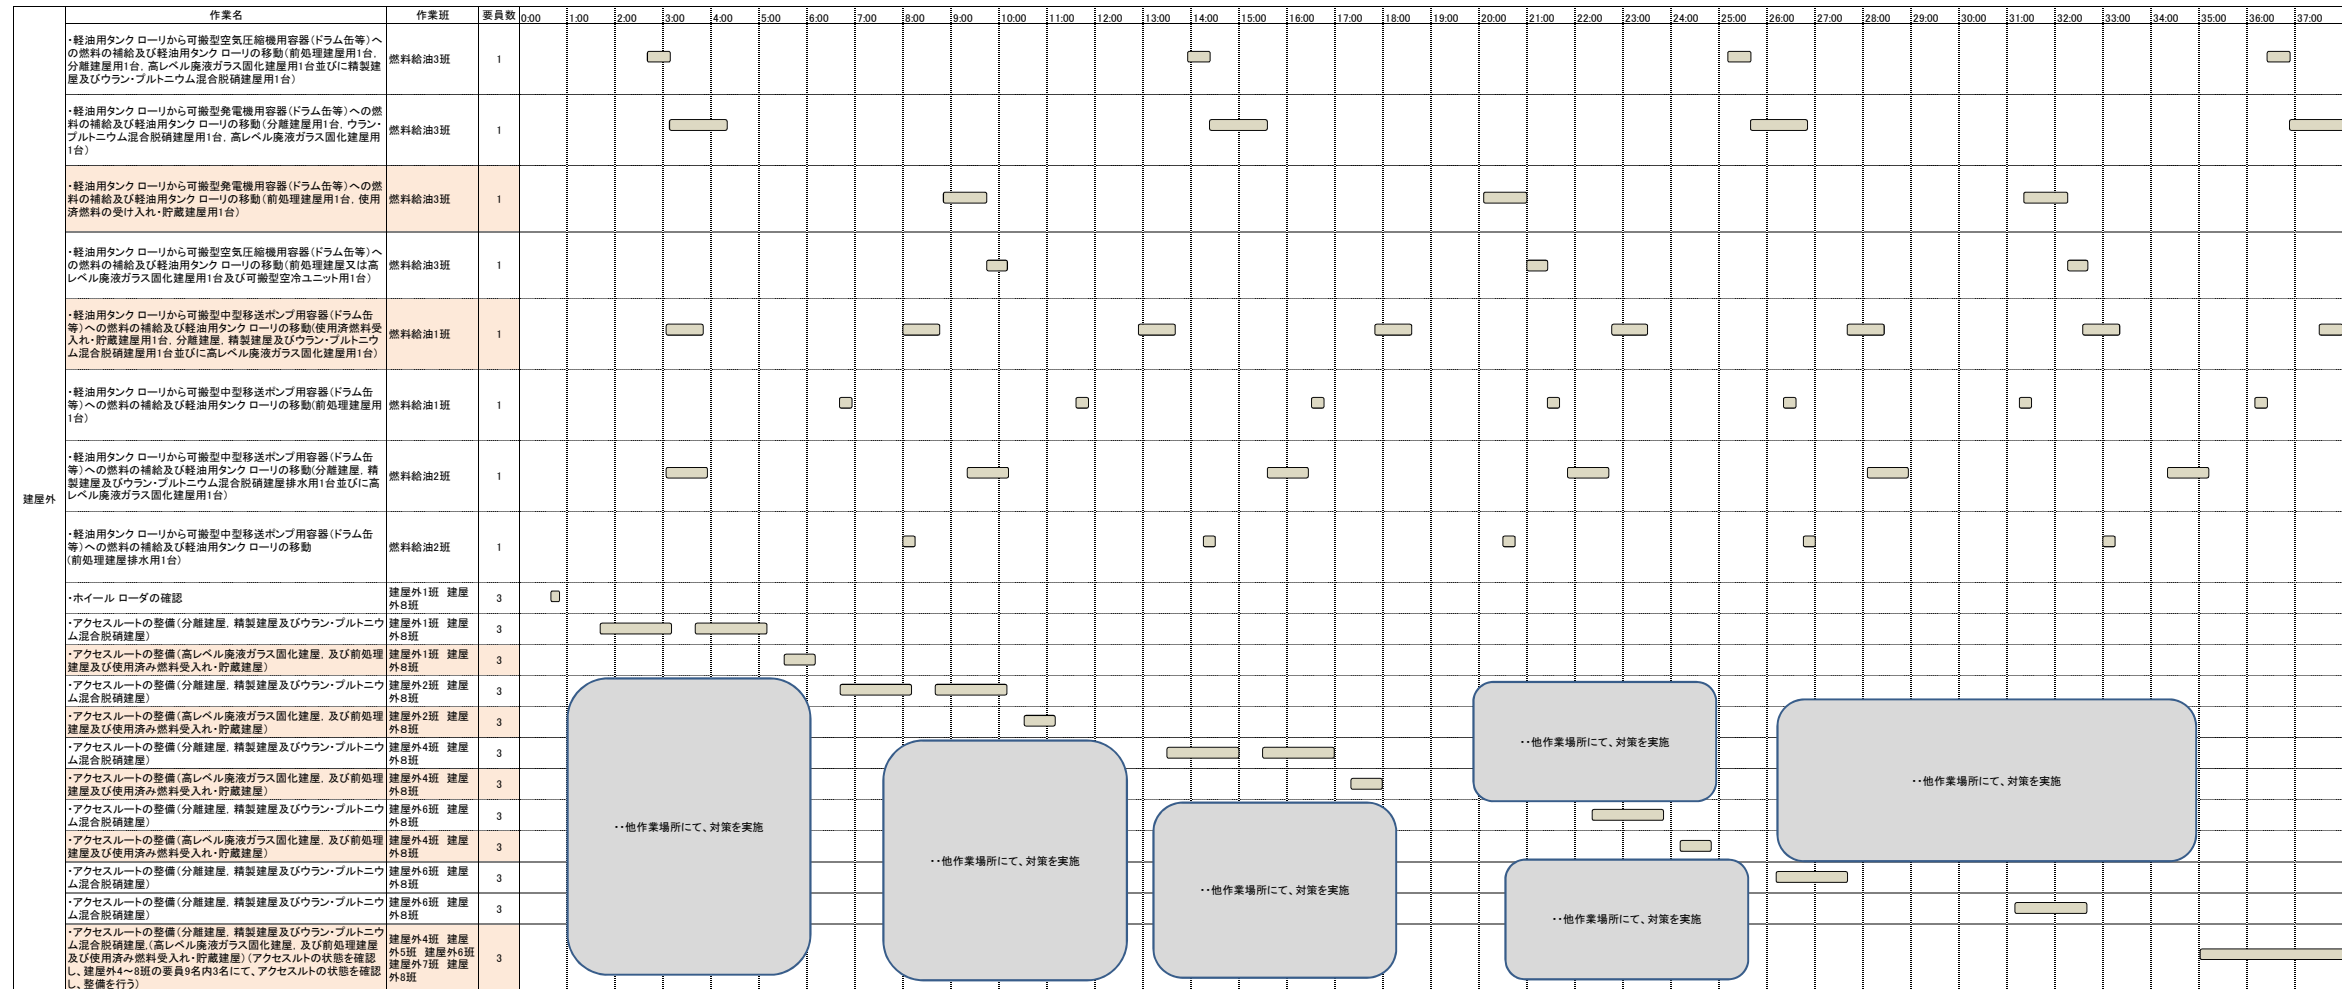 作業名 作業班 要員数 0:00 1:00 2:00 3:00 4:00 5:00 6:00 7:00 8:00 9:00 10:00 11:00 12:00 13:00 14:00 15:00 16:00 17:00 18:00 19:00 20:00 21:00 22:00 23:00 24:00 25:00 26:00 27:00 28:00 29:00 30:00 31:00 32:00 33:00 34:00 35:00 36:00 37:00
建屋外
・軽油用タンク ローリから可搬型空気圧縮機用容器(ドラム缶等)へ
の燃料の補給及び軽油用タンク ローリの移動(前処理建屋用1台,
分離建屋用1台, 高レベル廃液ガラス固化建屋用1台並びに精製建
屋及びウラン・プルトニウム混合脱硝建屋用1台)
燃料給油3班 1
・軽油用タンク ローリから可搬型発電機用容器(ドラム缶等)への燃
料の補給及び軽油用タンク ローリの移動(分離建屋用1台, ウラン・
プルトニウム混合脱硝建屋用1台, 高レベル廃液ガラス固化建屋用
1台)
燃料給油3班 1
・軽油用タンク ローリから可搬型発電機用容器(ドラム缶等)への燃
料の補給及び軽油用タンク ローリの移動(前処理建屋用1台, 使用
済燃料の受け入れ・貯蔵建屋用1台)
燃料給油3班 1
・軽油用タンク ローリから可搬型空気圧縮機用容器(ドラム缶等)へ
の燃料の補給及び軽油用タンク ローリの移動(前処理建屋又は高
レベル廃液ガラス固化建屋用1台及び可搬型空冷ユニット用1台)
燃料給油3班 1
・軽油用タンク ローリから可搬型中型移送ポンプ用容器(ドラム缶
等)への燃料の補給及び軽油用タンク ローリの移動(使用済燃料受
入れ・貯蔵建屋用1台, 分離建屋, 精製建屋及びウラン・プルトニウ
ム混合脱硝建屋用1台並びに高レベル廃液ガラス固化建屋用1台)
燃料給油1班 1
・軽油用タンク ローリから可搬型中型移送ポンプ用容器(ドラム缶
等)への燃料の補給及び軽油用タンク ローリの移動(前処理建屋用
1台)
燃料給油1班 1
・軽油用タンク ローリから可搬型中型移送ポンプ用容器(ドラム缶
等)への燃料の補給及び軽油用タンク ローリの移動(分離建屋, 精
製建屋及びウラン・プルトニウム混合脱硝建屋排水用1台並びに高
レベル廃液ガラス固化建屋用1台)
燃料給油2班 1
・軽油用タンク ローリから可搬型中型移送ポンプ用容器(ドラム缶
等)への燃料の補給及び軽油用タンク ローリの移動
(前処理建屋排水用1台)
燃料給油2班 1
・ホイール ローダの確認
建屋外1班 建屋
外8班
3
・アクセスルートの整備(分離建屋, 精製建屋及びウラン・プルトニウ
ム混合脱硝建屋)
建屋外1班 建屋
外8班
3
・アクセスルートの整備(高レベル廃液ガラス固化建屋, 及び前処理
建屋及び使用済み燃料受入れ・貯蔵建屋)
建屋外1班 建屋
外8班
3
・アクセスルートの整備(分離建屋, 精製建屋及びウラン・プルトニウ
ム混合脱硝建屋)
建屋外2班 建屋
外8班
3
・アクセスルートの整備(高レベル廃液ガラス固化建屋, 及び前処理
建屋及び使用済み燃料受入れ・貯蔵建屋)
建屋外2班 建屋
外8班
3
・アクセスルートの整備(分離建屋, 精製建屋及びウラン・プルトニウ
ム混合脱硝建屋)
建屋外4班 建屋
外8班
3
・アクセスルートの整備(高レベル廃液ガラス固化建屋, 及び前処理
建屋及び使用済み燃料受入れ・貯蔵建屋)
建屋外4班 建屋
外8班
3
・アクセスルートの整備(分離建屋, 精製建屋及びウラン・プルトニウ
ム混合脱硝建屋)
建屋外6班 建屋
外8班
3
・アクセスルートの整備(高レベル廃液ガラス固化建屋, 及び前処理
建屋及び使用済み燃料受入れ・貯蔵建屋)
建屋外4班 建屋
外8班
3
・アクセスルートの整備(分離建屋, 精製建屋及びウラン・プルトニウ
ム混合脱硝建屋)
建屋外6班 建屋
外8班
3
・アクセスルートの整備(分離建屋, 精製建屋及びウラン・プルトニウ
ム混合脱硝建屋)
建屋外6班 建屋
外8班
3
・アクセスルートの整備(分離建屋, 精製建屋及びウラン・プルトニウ
ム混合脱硝建屋,(高レベル廃液ガラス固化建屋, 及び前処理建屋
及び使用済み燃料受入れ・貯蔵建屋)(アクセスルトの状態を確認
し、建屋外4～8班の要員9名内3名にて、アクセスルトの状態を確認
し、整備を行う)
建屋外4班 建屋
外5班 建屋外6班
建屋外7班 建屋
外8班
3
・・他作業場所にて、対策を実施
・・他作業場所にて、対策を実施
・・他作業場所にて、対策を実施
・・他作業場所にて、対策を実施
・・他作業場所にて、対策を実施
・・他作業場所にて、対策を実施